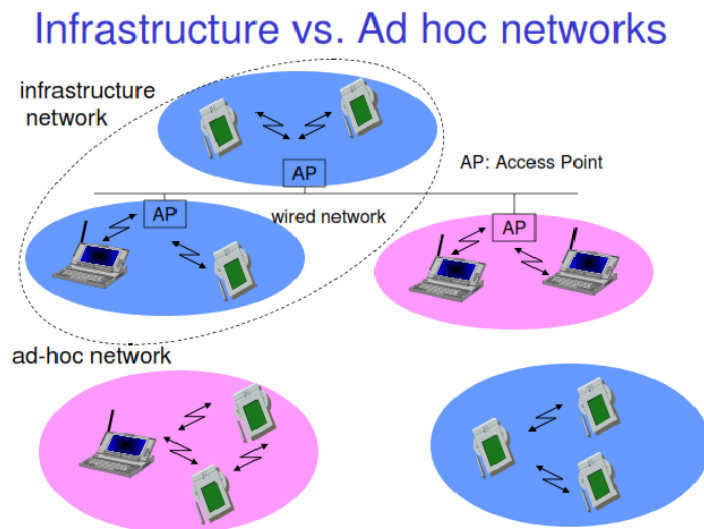 Infrastructure vs. Ad hoc networks
infrastructure
network
AP: Access Point
AP
AP
wired network
AP
ad-hoc network